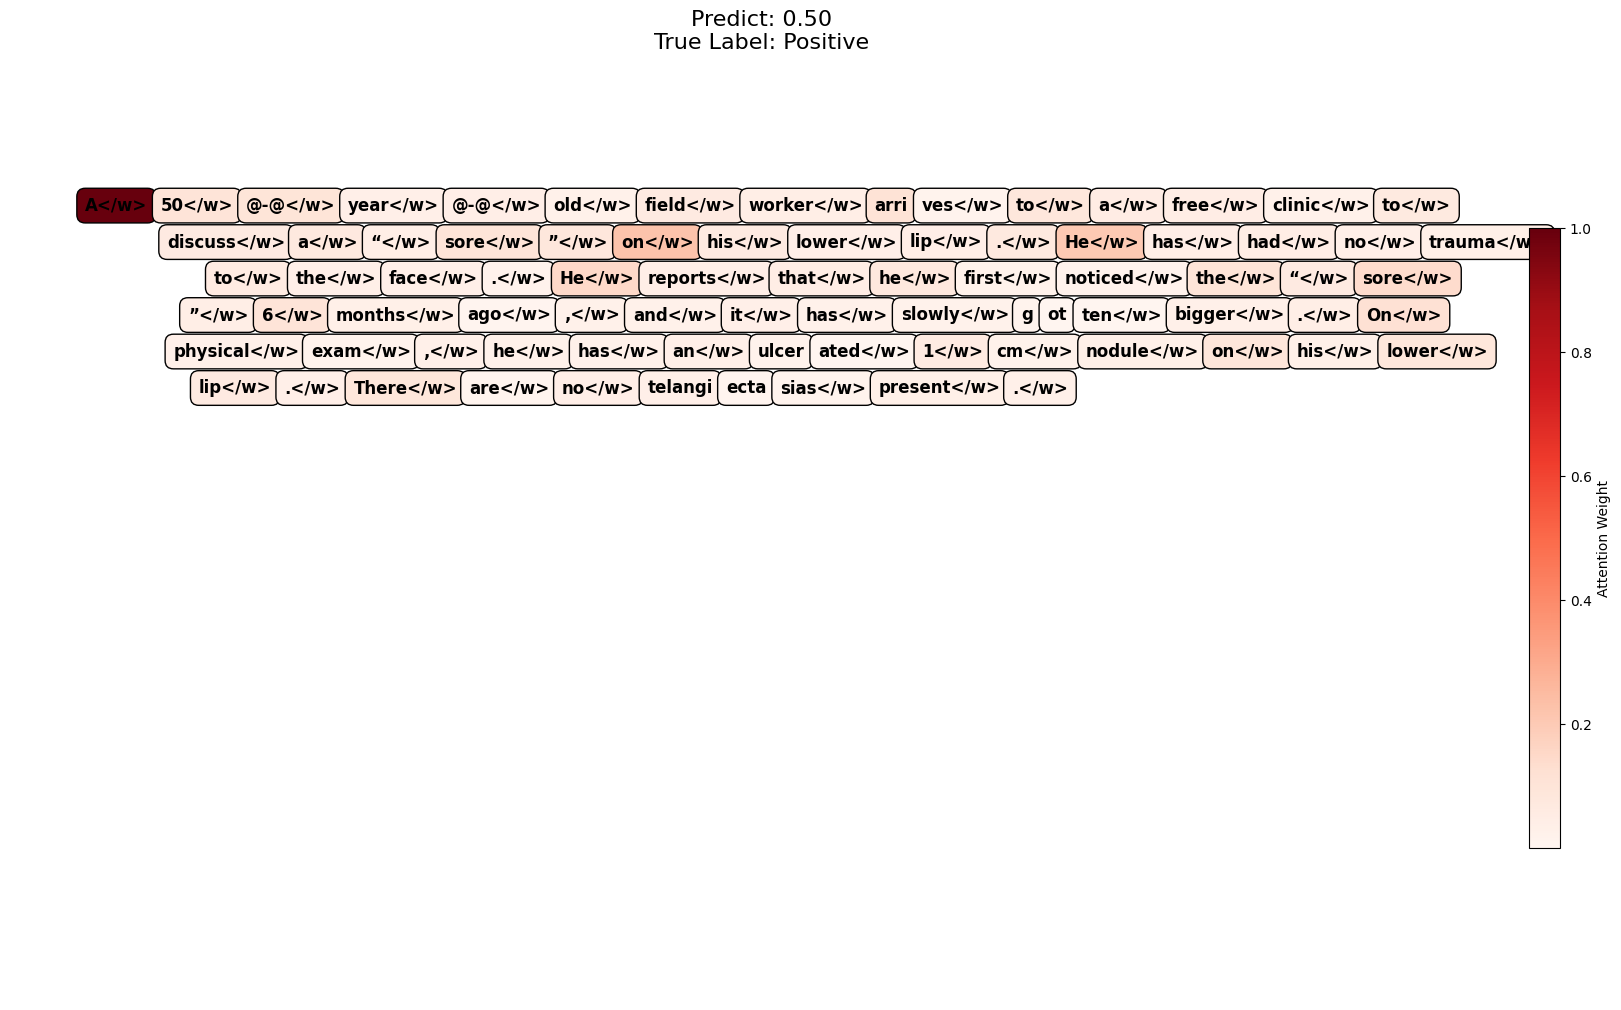 Predict: 0.50
True Label: Positive
A</w> 50</w> @-@</w> year</w> @-@</w> old</w> field</w> worker</w> arri ves</w> to</w> a</w> free</w> clinic</w> to</w>
discuss</w> a</w> “</w> sore</w> ”</w> on</w> his</w> lower</w> lip</w> .</w> He</w> has</w> had</w> no</w> trauma</w
to</w> the</w> face</w> .</w> He</w> reports</w> that</w> he</w> first</w> noticed</w> the</w> “</w> sore</w>
”</w> 6</w> months</w> ago</w> ,</w> and</w> it</w> has</w> slowly</w> g ot ten</w> bigger</w> .</w> On</w>
physical</w> exam</w> ,</w> he</w> has</w> an</w> ulcer ated</w> 1</w> cm</w> nodule</w> on</w> his</w> lower</w>
lip</w> .</w> There</w> are</w> no</w> telangi ecta sias</w> present</w> .</w>
1.0
0.8
0.6
0.4
0.2
Attention Weight